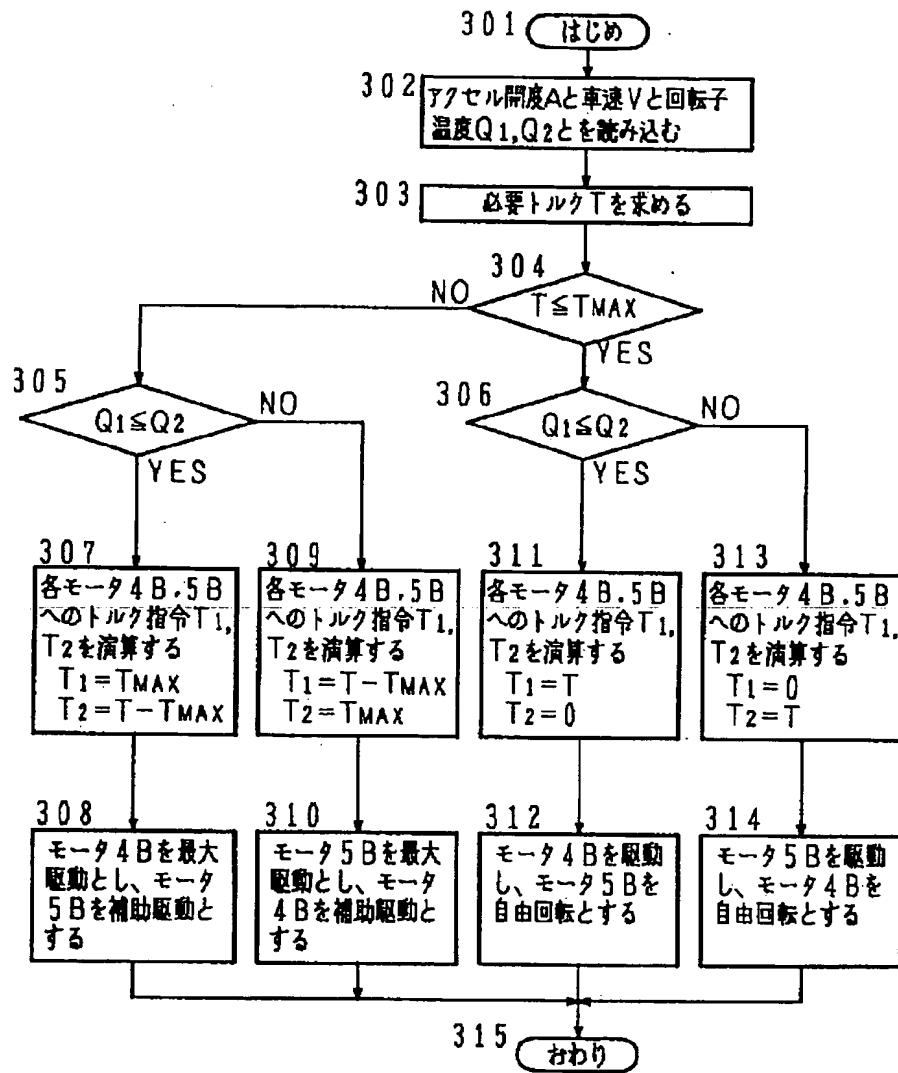 301
はじめ
302
アクセル開度Aと車速Vと回転子
温度Q1,Q2とを読み込む
303
必要トルクTを求める
304
T≦TMAX
NO
YES
305
Q1≦Q2
NO
YES
306
Q1≦Q2
NO
YES
307
各モータ4B.5B
へのトルク指令T1,
T2を演算する
T1=TMAX
T2=T-TMAX
309
各モータ4B,5B
へのトルク指令T1,
T2を演算する
T1=T-TMAX
T2=TMAX
311
各モータ4B.5B
へのトルク指令T1,
T2を演算する
T1=T
T2=0
313
各モータ4B.5B
へのトルク指令T1,
T2を演算する
T1=0
T2=T
308
モータ4Bを最大
駆動とし、モータ
5Bを補助駆動と
する
310
モータ5Bを最大
駆動とし、モータ
4Bを補助駆動と
する
312
モータ4Bを駆動
し、モータ5Bを
自由回転とする
314
モータ5Bを駆動
し、モータ4Bを
自由回転とする
315
おわり